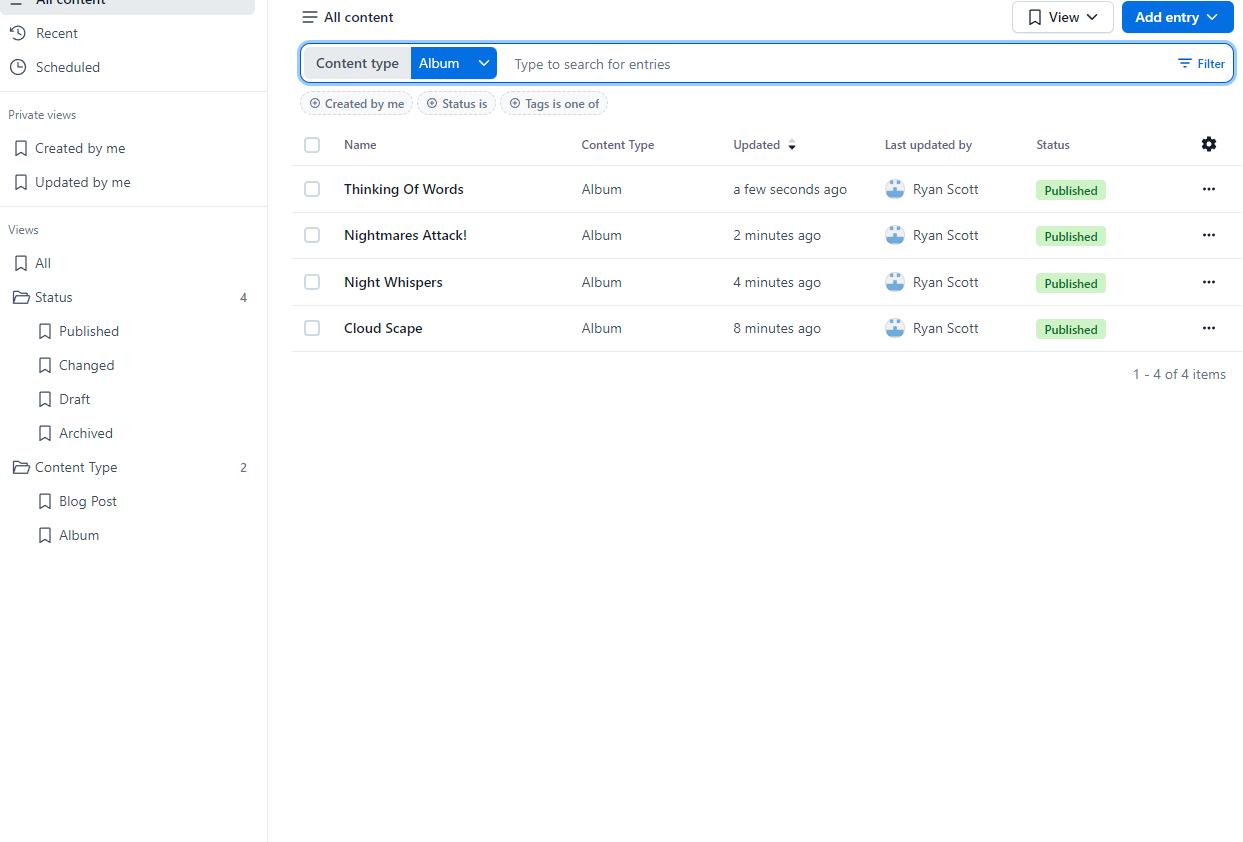 All content
Recent
Scheduled
Private views
Created by me
Updated by me
Views
All
Status 4
Published
Changed
Draft
Archived
Content Type 2
Blog Post
Album
All content View Add entry
Content type Album Type to search for entries Filter
Created by me Status is Tags is one of
Name Content Type Updated Last updated by Status
Thinking Of Words Album a few seconds ago Ryan Scott Published
Nightmares Attack! Album 2 minutes ago Ryan Scott Published
Night Whispers Album 4 minutes ago Ryan Scott Published
Cloud Scape Album 8 minutes ago Ryan Scott Published
1 - 4 of 4 items